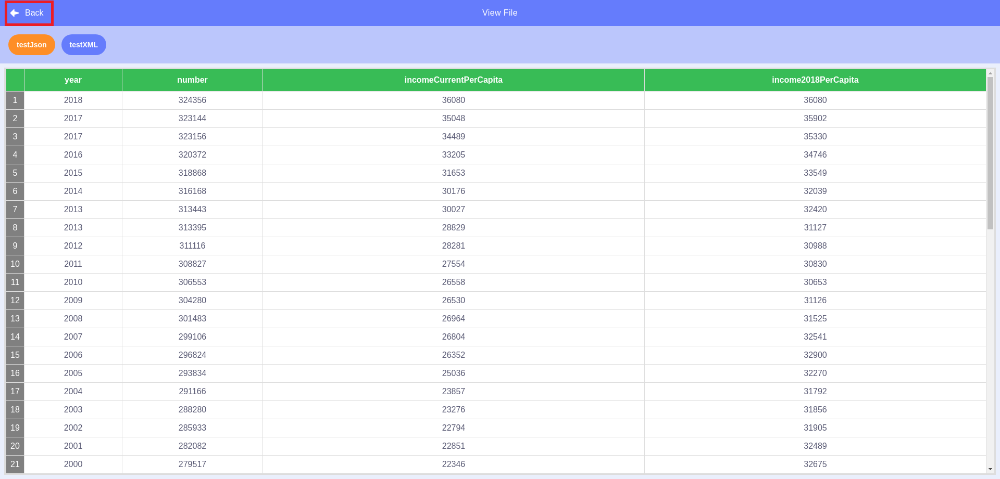 Back View File
testJson testXML
year number incomeCurrentPerCapita income2018PerCapita
1 2018 324356 36080 36080
2 2017 323144 35048 35902
3 2017 323156 34489 35330
4 2016 320372 33205 34746
5 2015 318868 31653 33549
6 2014 316168 30176 32039
7 2013 313443 30027 32420
8 2013 313395 28829 31127
9 2012 311116 28281 30988
10 2011 308827 27554 30830
11 2010 306553 26558 30653
12 2009 304280 26530 31126
13 2008 301483 26964 31525
14 2007 299106 26804 32541
15 2006 296824 26352 32900
16 2005 293834 25036 32270
17 2004 291166 23857 31792
18 2003 288280 23276 31856
19 2002 285933 22794 31905
20 2001 282082 22851 32489
21 2000 279517 22346 32675